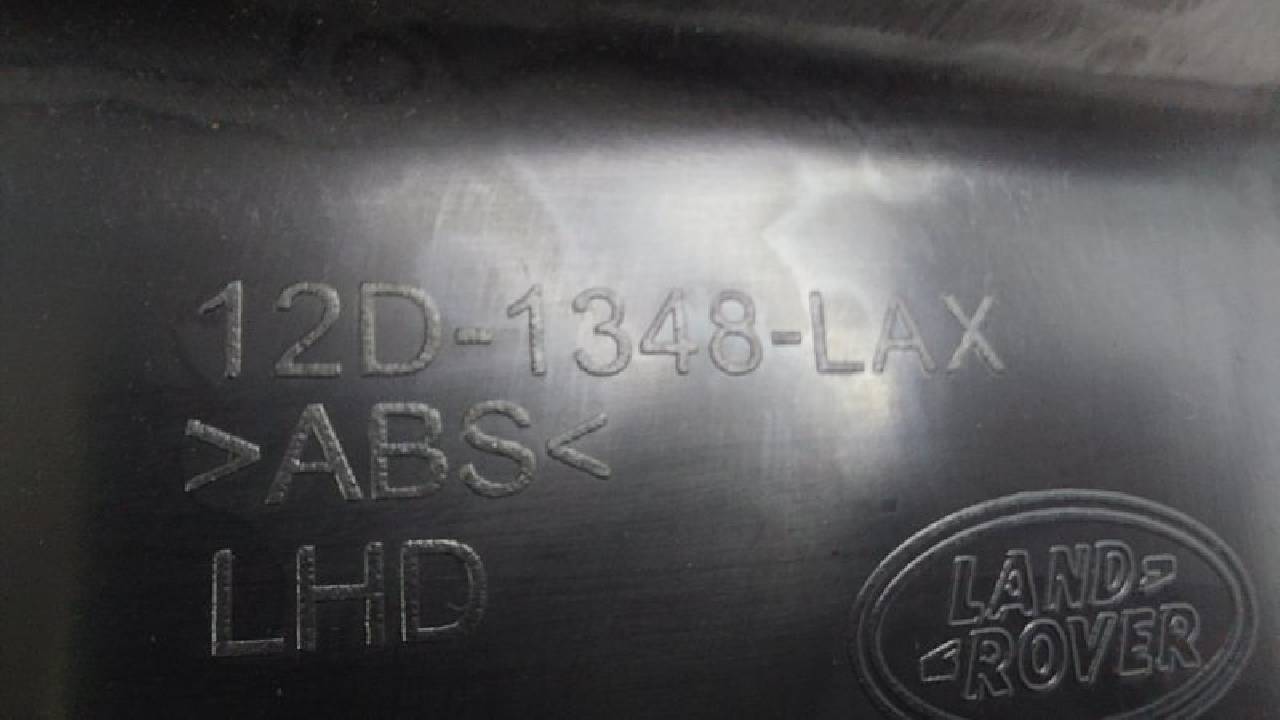 12D-1348-LAX
>ABS<
LHD
LAND
ROVER